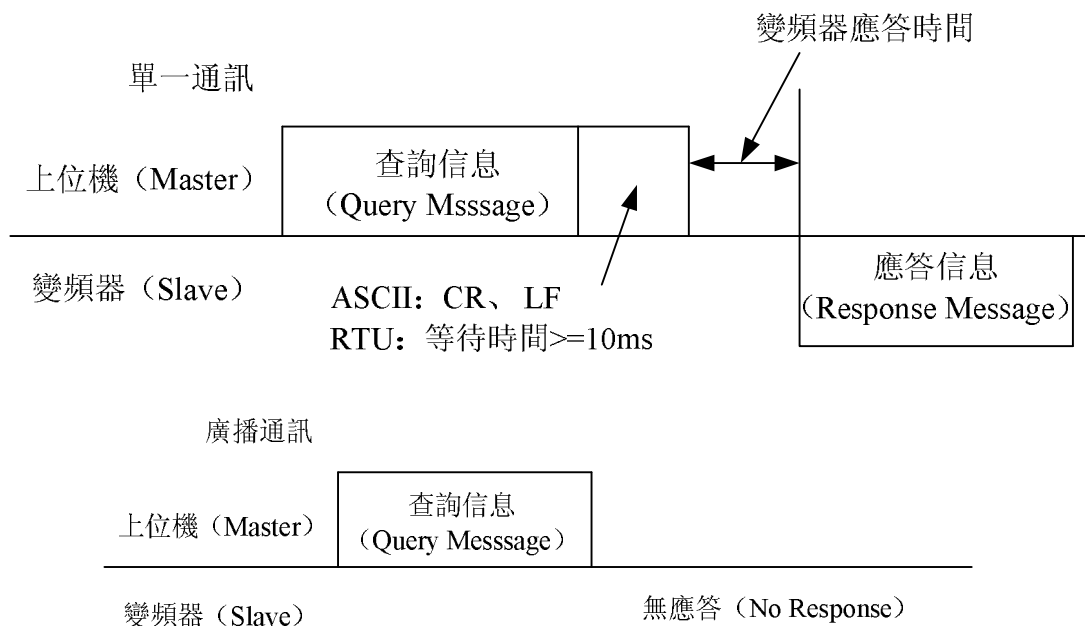 變頻器應答時間
單一通訊
上位機（Master）
查詢信息
（Query Msssage）
變頻器（Slave）
ASCII：CR、LF
RTU：等待時間>=10ms
應答信息
（Response Message）
廣播通訊
上位機（Master）
查詢信息
（Query Messsage）
變頻器（Slave）
無應答（No Response）